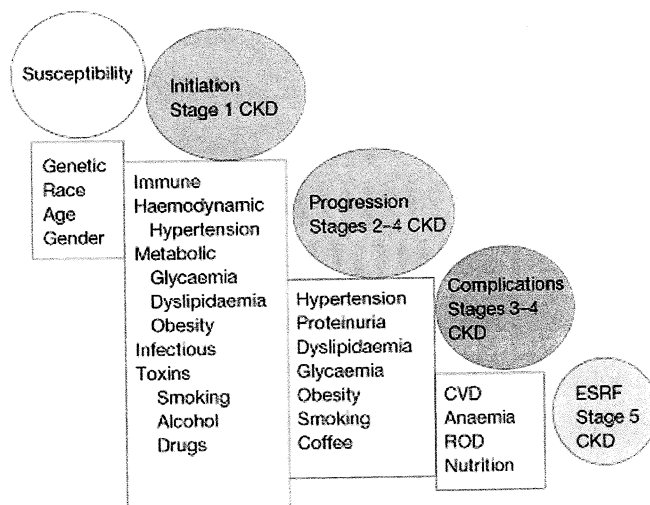 Susceptibility
Initiation
Stage 1 CKD
Genetic
Race
Age
Gender
Immune
Haemodynamic
Hypertension
Metabolic
Glycaemia
Dyslipidaemia
Obesity
Infectious
Toxins
Smoking
Alcohol
Drugs
Progression
Stages 2–4 CKD
Hypertension
Proteinuria
Dyslipidaemia
Glycaemia
Obesity
Smoking
Coffee
Complications
Stages 3–4
CKD
CVD
Anaemia
ROD
Nutrition
ESRF
Stage 5
CKD